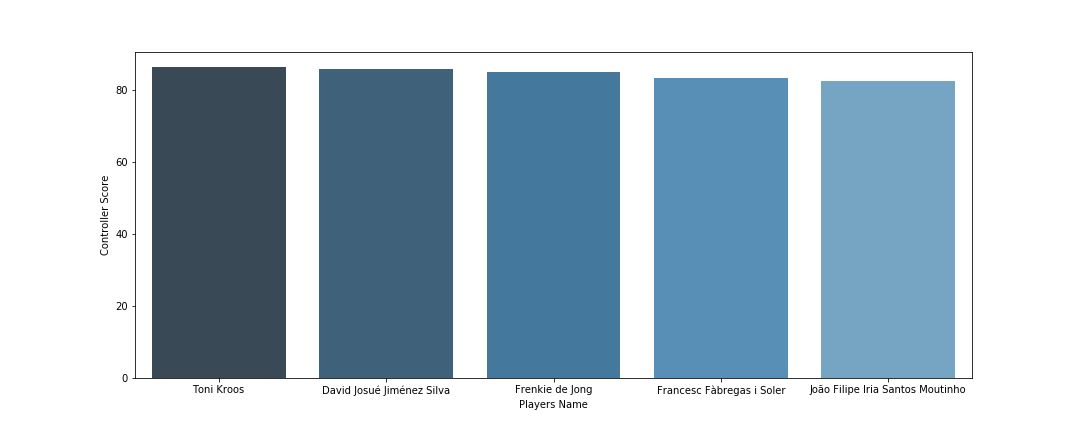 Controller Score
80
60
40
20
0
Toni Kroos
David Josué Jiménez Silva
Frenkie de Jong
Francesc Fàbregas i Soler
João Filipe Iria Santos Moutinho
Players Name